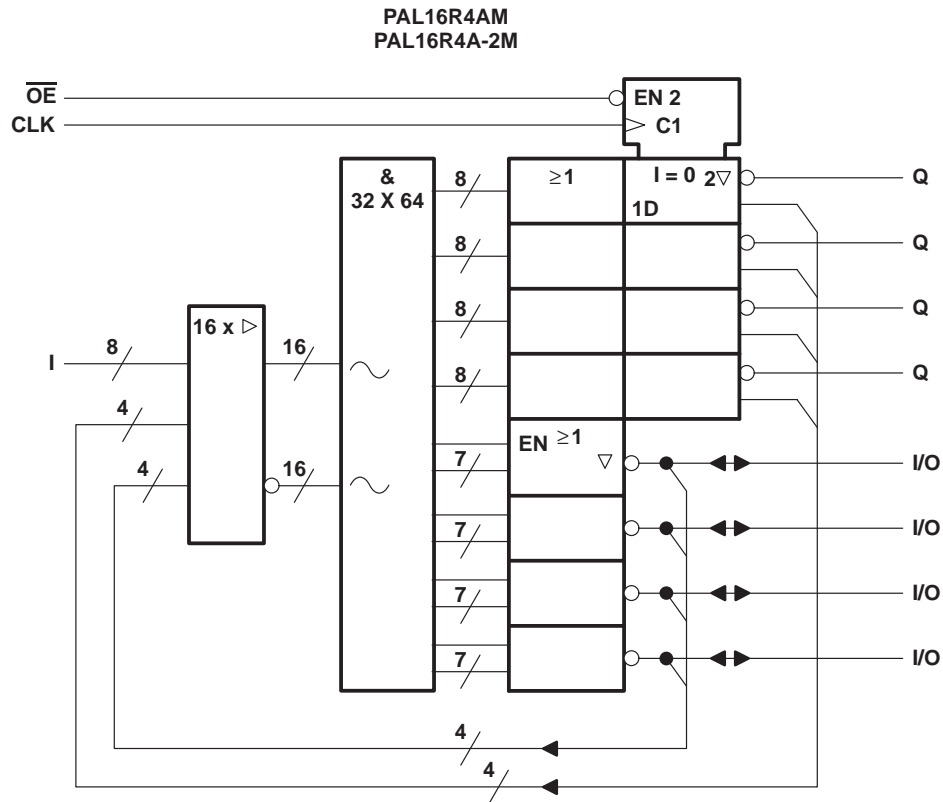 PAL16R4AM
PAL16R4A-2M
OE
EN 2
CLK
C1
&
32 X 64
8
≥1
I = 0 2▽
Q
1D
8
Q
8
Q
16 x ▷
I
8
16
8
Q
4
EN ≥1
▽
7
I/O
4
16
7
I/O
7
I/O
7
I/O
4
4